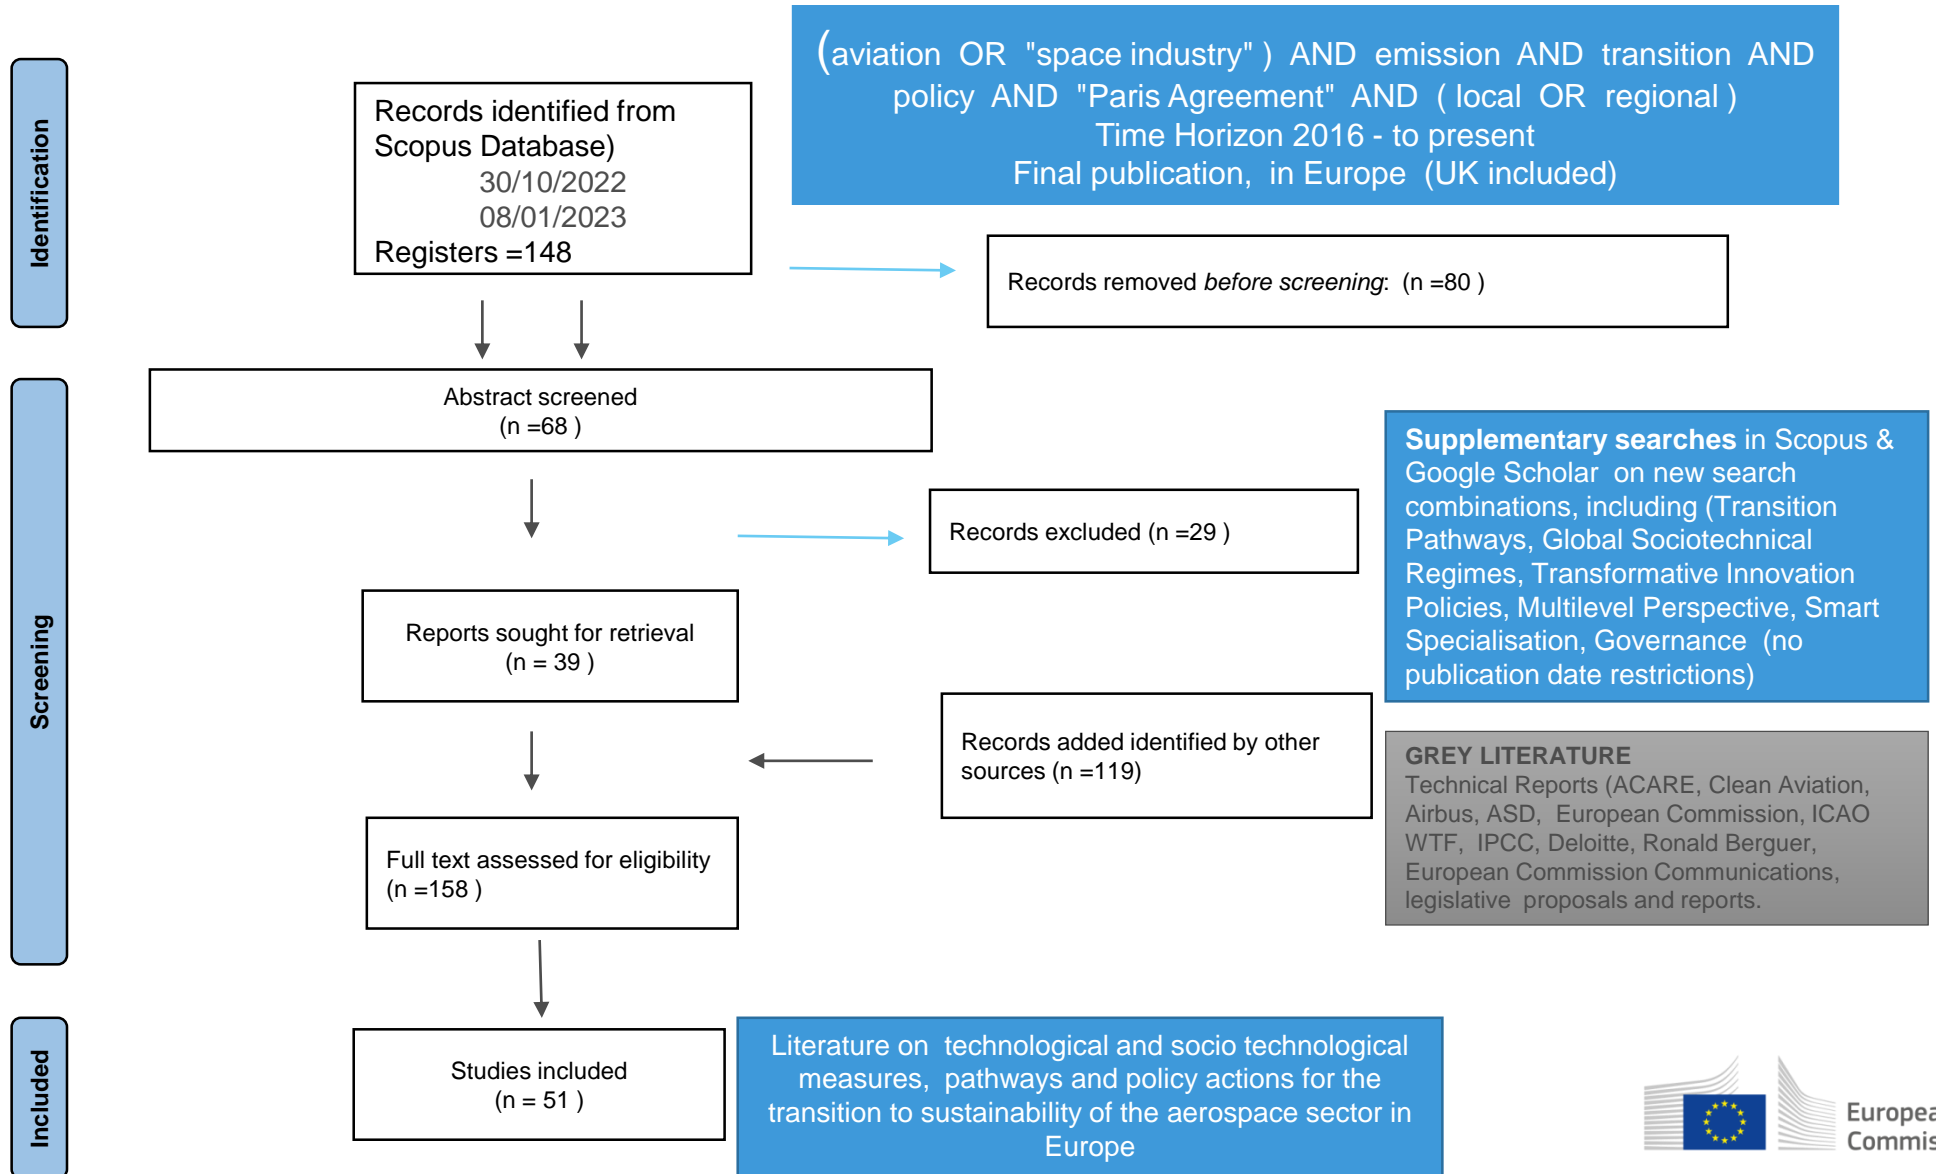 Identification
Records identified from
Scopus Database)
30/10/2022
08/01/2023
Registers =148
(aviation OR "space industry" ) AND emission AND transition AND
policy AND "Paris Agreement" AND ( local OR regional )
Time Horizon 2016 - to present
Final publication, in Europe (UK included)
Records removed before screening: (n =80 )
Screening
Abstract screened
(n =68 )
Records excluded (n =29 )
Supplementary searches in Scopus &
Google Scholar on new search
combinations, including (Transition
Pathways, Global Sociotechnical
Regimes, Transformative Innovation
Policies, Multilevel Perspective, Smart
Specialisation, Governance (no
publication date restrictions)
Reports sought for retrieval
(n = 39 )
Records added identified by other
sources (n =119)
GREY LITERATURE
Technical Reports (ACARE, Clean Aviation,
Airbus, ASD, European Commission, ICAO
WTF, IPCC, Deloitte, Ronald Berguer,
European Commission Communications,
legislative proposals and reports.
Full text assessed for eligibility
(n =158 )
Included
Studies included
(n = 51 )
Literature on technological and socio technological
measures, pathways and policy actions for the
transition to sustainability of the aerospace sector in
Europe
Europea
Commis